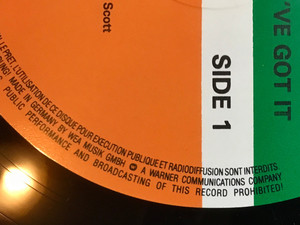 'VE GOT IT
SIDE 1
Scott
LE PRET, L'UTILISATION DE CE DISQUE POUR EXECUTION PUBLIQUE ET RADIODIFFUSION SONT INTERDITS
MADE IN GERMANY BY WEA MUSIK GMBH A WARNER COMMUNICATIONS COMPANY
PUBLIC PERFORMANCE AND BROADCASTING OF THIS RECORD PROHIBITED!